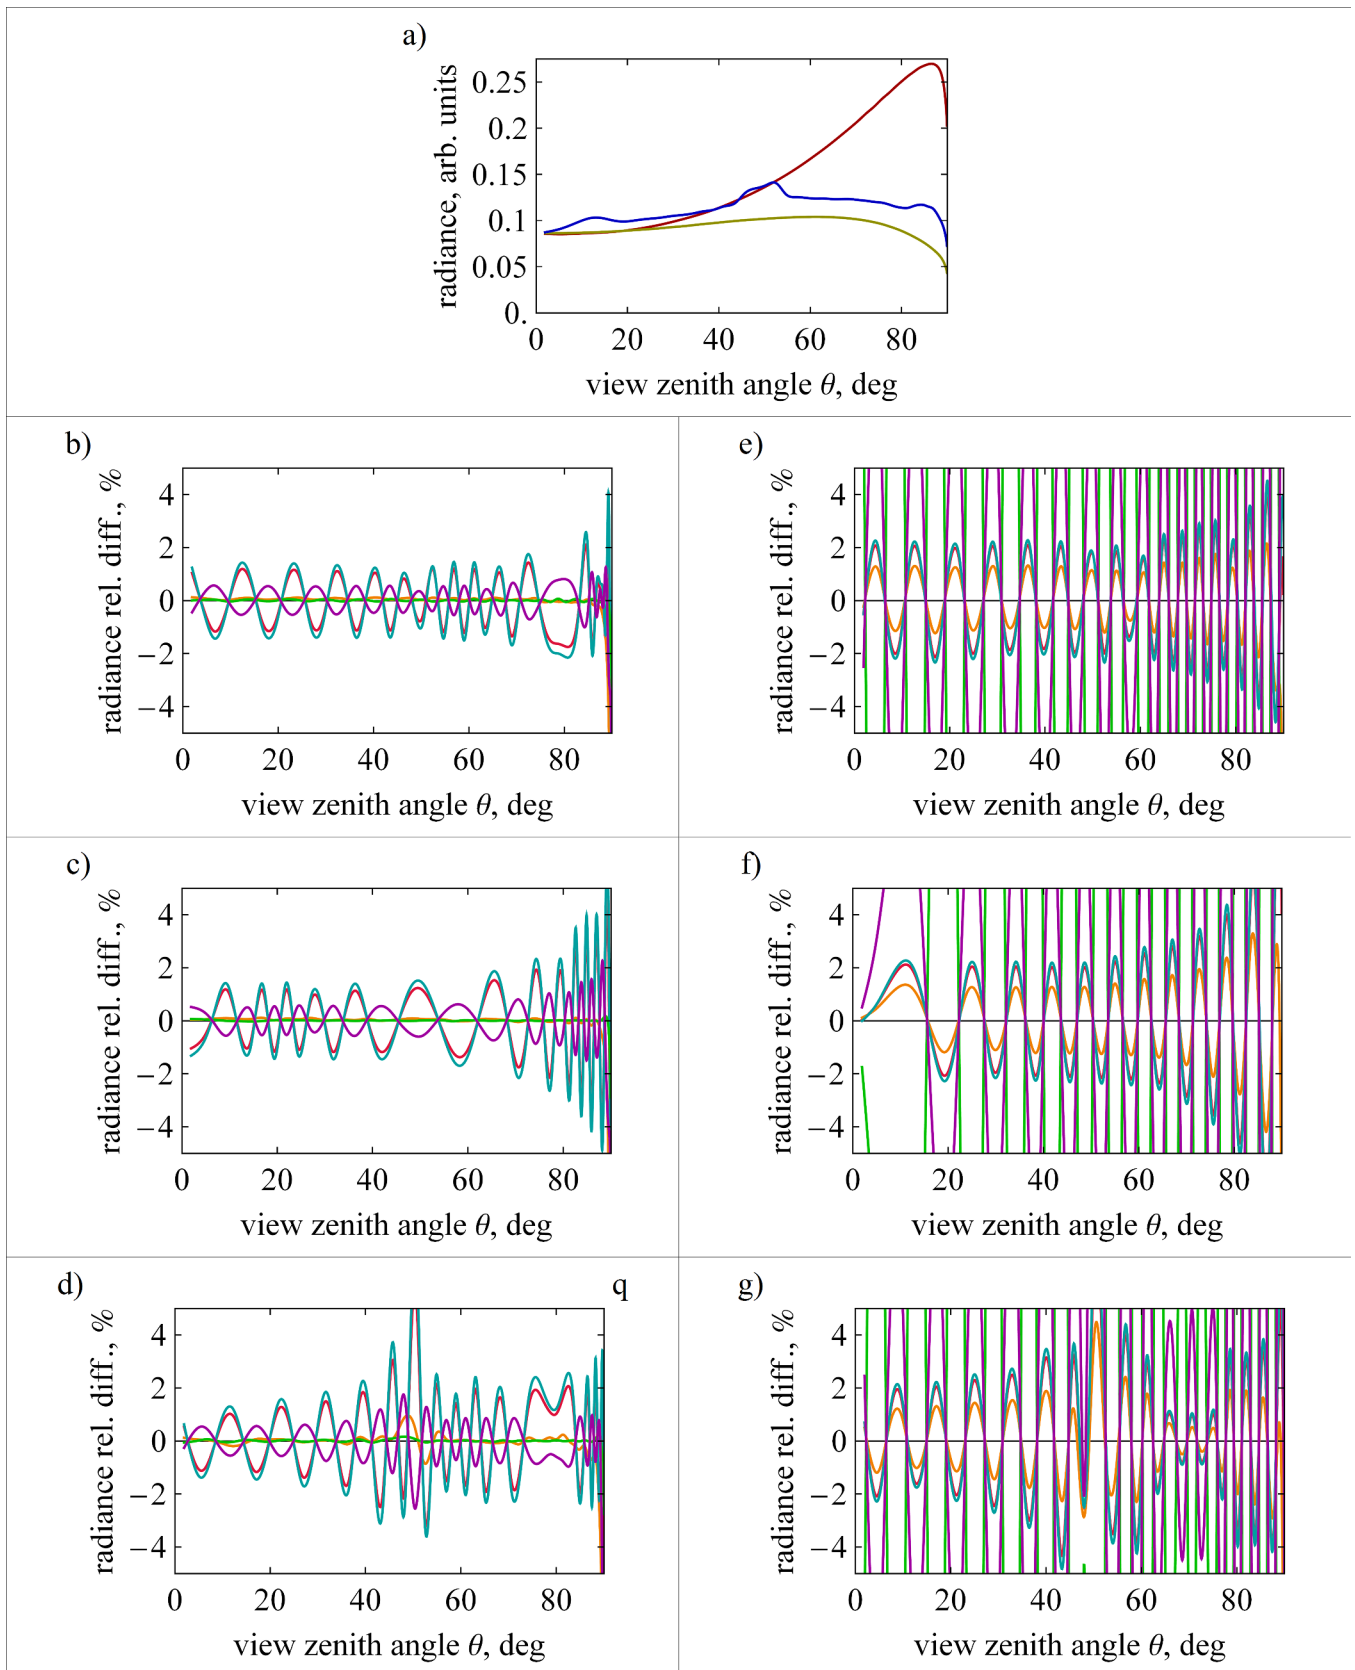 a)
radiance, arb. units
0.25
0.2
0.15
0.1
0.05
0.
0 20 40 60 80
view zenith angle θ, deg
b)
radiance rel. diff., %
4
2
0
−2
−4
0 20 40 60 80
view zenith angle θ, deg
e)
radiance rel. diff., %
4
2
0
−2
−4
0 20 40 60 80
view zenith angle θ, deg
c)
radiance rel. diff., %
4
2
0
−2
−4
0 20 40 60 80
view zenith angle θ, deg
f)
radiance rel. diff., %
4
2
0
−2
−4
0 20 40 60 80
view zenith angle θ, deg
d)
q
radiance rel. diff., %
4
2
0
−2
−4
0 20 40 60 80
view zenith angle θ, deg
g)
radiance rel. diff., %
4
2
0
−2
−4
0 20 40 60 80
view zenith angle θ, deg